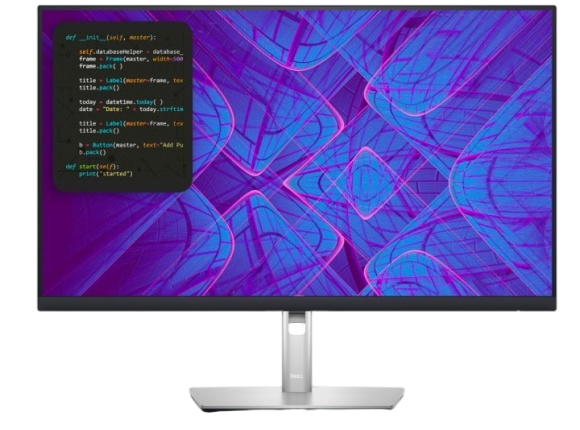 def __init__(self, master):
self.databaseHelper = database_
frame = Frame(master, width=500
frame.pack( )
title = Label(master=frame, tex
title.pack()
today = datetime.today( )
date = "Date: " + today.strftim
title = Label(master=frame, tex
title.pack()
b = Button(master, text="Add Pu
b.pack()
def start(self):
print("started")
DELL